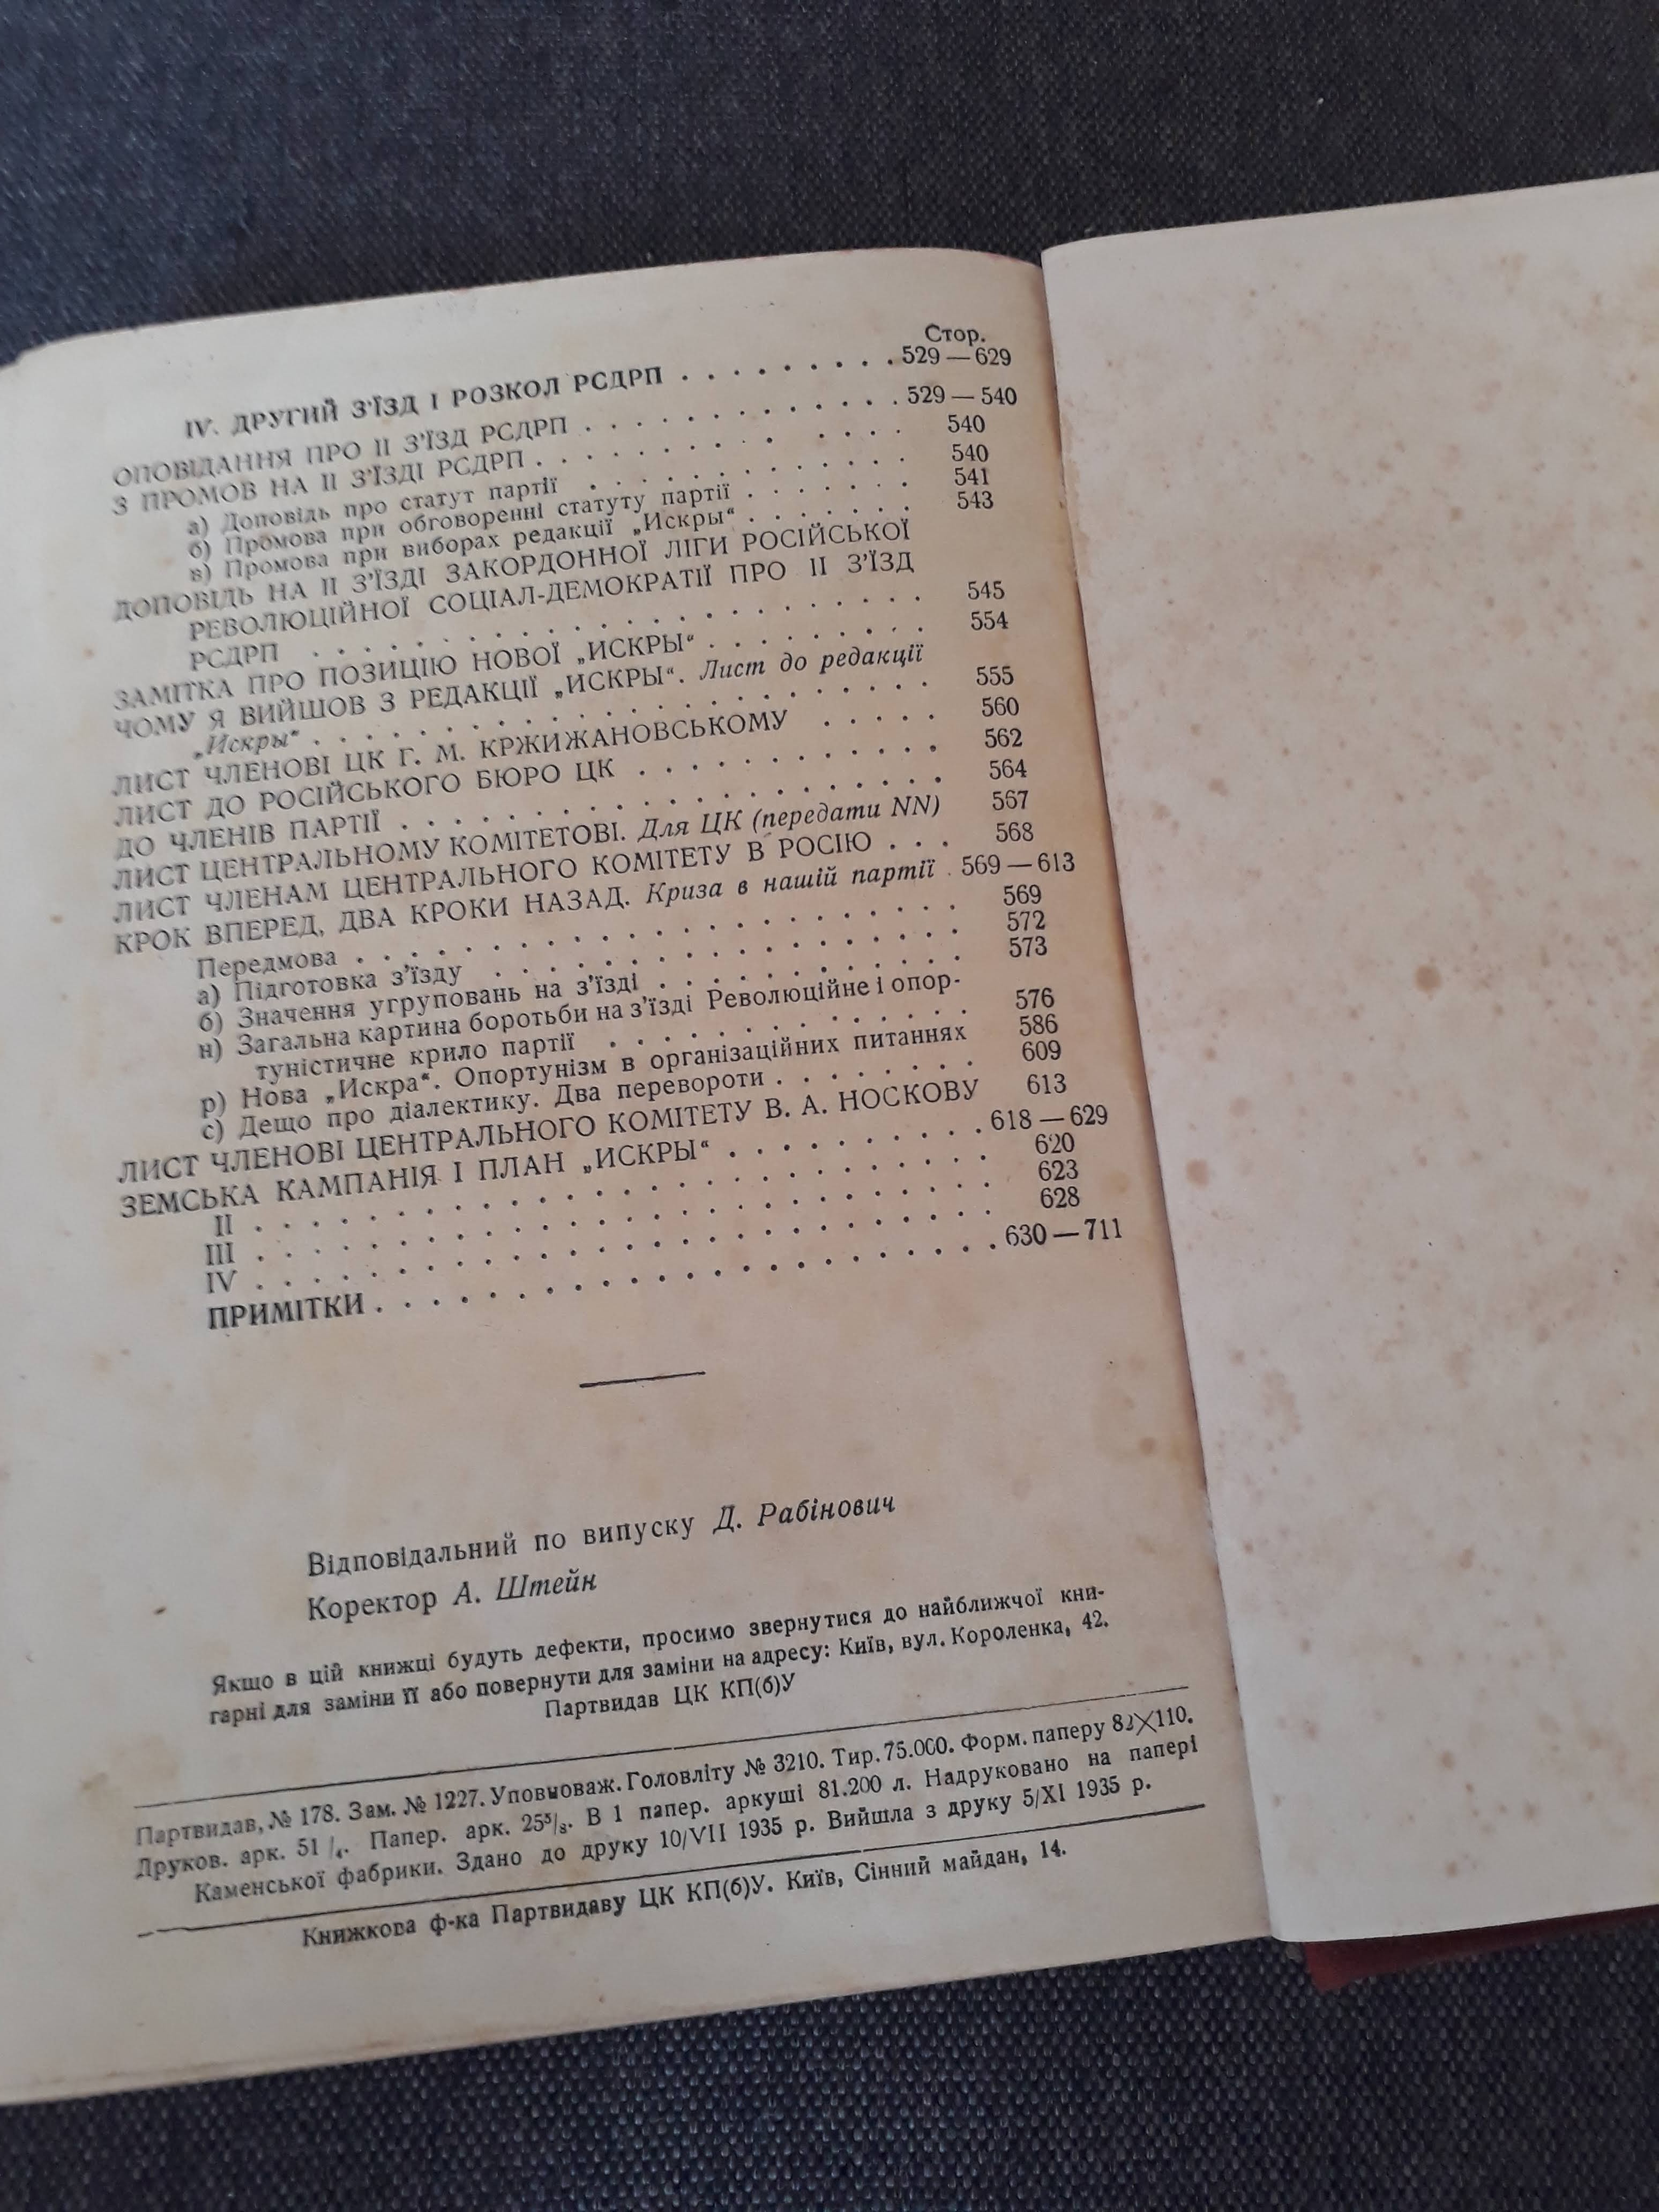 Стор.
IV. ДРУГИЙ З'ЇЗД І РОЗКОЛ РСДРП . . . . . . . . . 529 — 629
ОПОВІДАННЯ ПРО II З'ЇЗД РСДРП . . . . . . . . . . . 529 — 540
З ПРОМОВ НА II З'ЇЗДІ РСДРП . . . . . . . . . . . . 540
а) Доповідь про статут партії . . . . . . . . . . . 540
б) Промова при обговоренні статуту партії . . . . . . 541
в) Промова при виборах редакції „Искры“ . . . . . . . 543
ДОПОВІДЬ НА II З'ЇЗДІ ЗАКОРДОННОЇ ЛІГИ РОСІЙСЬКОЇ
РЕВОЛЮЦІЙНОЇ СОЦІАЛ-ДЕМОКРАТІЇ ПРО II З'ЇЗД
РСДРП . . . . . . . . . . . . . . . . . . 545
ЗАМІТКА ПРО ПОЗИЦІЮ НОВОЇ „ИСКРЫ“ . . . . . . . . 554
ЧОМУ Я ВИЙШОВ З РЕДАКЦІЇ „ИСКРЫ“. Лист до редакції
„Искры“ . . . . . . . . . . . . . . . . . 555
ЛИСТ ЧЛЕНОВІ ЦК Г. М. КРЖИЖАНОВСЬКОМУ . . . . . 560
ЛИСТ ДО РОСІЙСЬКОГО БЮРО ЦК . . . . . . . . . . . 562
ДО ЧЛЕНІВ ПАРТІЇ . . . . . . . . . . . . . . . . . 564
ЛИСТ ЦЕНТРАЛЬНОМУ КОМІТЕТОВІ. Для ЦК (передати NN) 567
ЛИСТ ЧЛЕНАМ ЦЕНТРАЛЬНОГО КОМІТЕТУ В РОСІЮ . . . 568
КРОК ВПЕРЕД, ДВА КРОКИ НАЗАД. Криза в нашій партії . 569 — 613
Передмова . . . . . . . . . . . . . . . . . . 569
а) Підготовка з'їзду . . . . . . . . . . . . . . . 572
б) Значення угруповань на з'їзді . . . . . . . . . . 573
н) Загальна картина боротьби на з'їзді Революційне і опор-
туністичне крило партії . . . . . . . . . . . . 576
р) Нова „Искра“. Опортунізм в організаційних питаннях 586
с) Дещо про діалектику. Два перевороти . . . . . . . 609
ЛИСТ ЧЛЕНОВІ ЦЕНТРАЛЬНОГО КОМІТЕТУ В. А. НОСКОВУ 613
ЗЕМСЬКА КАМПАНІЯ І ПЛАН „ИСКРЫ“ . . . . . . . . . 618 — 629
II . . . . . . . . . . . . . . . . . . . . . . 620
III . . . . . . . . . . . . . . . . . . . . . . 623
IV . . . . . . . . . . . . . . . . . . . . . . 628
ПРИМІТКИ . . . . . . . . . . . . . . . . . . . . 630 — 711
Відповідальний по випуску Д. Рабінович
Коректор А. Штейн
Якщо в цій книжці будуть дефекти, просимо звернутися до найближчої кни-
гарні для заміни її або повернути для заміни на адресу: Київ, вул. Короленка, 42.
Партвидав ЦК КП(б)У
Партвидав, № 178. Зам. № 1227. Уповноваж. Головліту № 3210. Тир. 75.000. Форм. паперу 82×110.
Друков. арк. 51 Папер. арк. 25⁵/₈. В 1 папер. аркуші 81.200 л. Надруковано на папері
Каменської фабрики. Здано до друку 10/VII 1935 р. Вийшла з друку 5/XI 1935 р.
Книжкова ф-ка Партвидаву ЦК КП(б)У. Київ, Сінний майдан, 14.